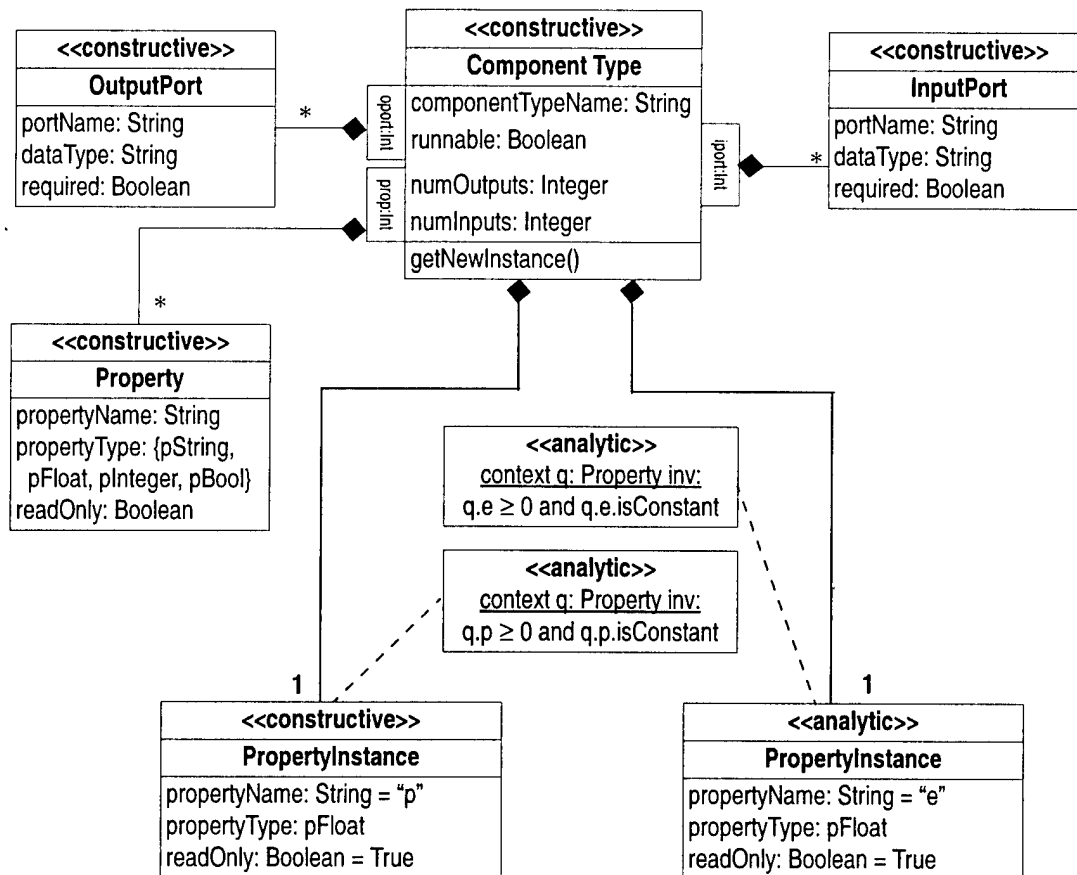 <<constructive>>
OutputPort
portName: String
dataType: String
required: Boolean
*
oport:Int
prop:Int
<<constructive>>
Component Type
componentTypeName: String
runnable: Boolean
numOutputs: Integer
numInputs: Integer
getNewInstance()
iport:Int
*
<<constructive>>
InputPort
portName: String
dataType: String
required: Boolean
*
<<constructive>>
Property
propertyName: String
propertyType: {pString,
pFloat, pInteger, pBool}
readOnly: Boolean
<<analytic>>
context q: Property inv:
q.e ≥ 0 and q.e.isConstant
<<analytic>>
context q: Property inv:
q.p ≥ 0 and q.p.isConstant
1
<<constructive>>
PropertyInstance
propertyName: String = “p”
propertyType: pFloat
readOnly: Boolean = True
1
<<analytic>>
PropertyInstance
propertyName: String = “e”
propertyType: pFloat
readOnly: Boolean = True